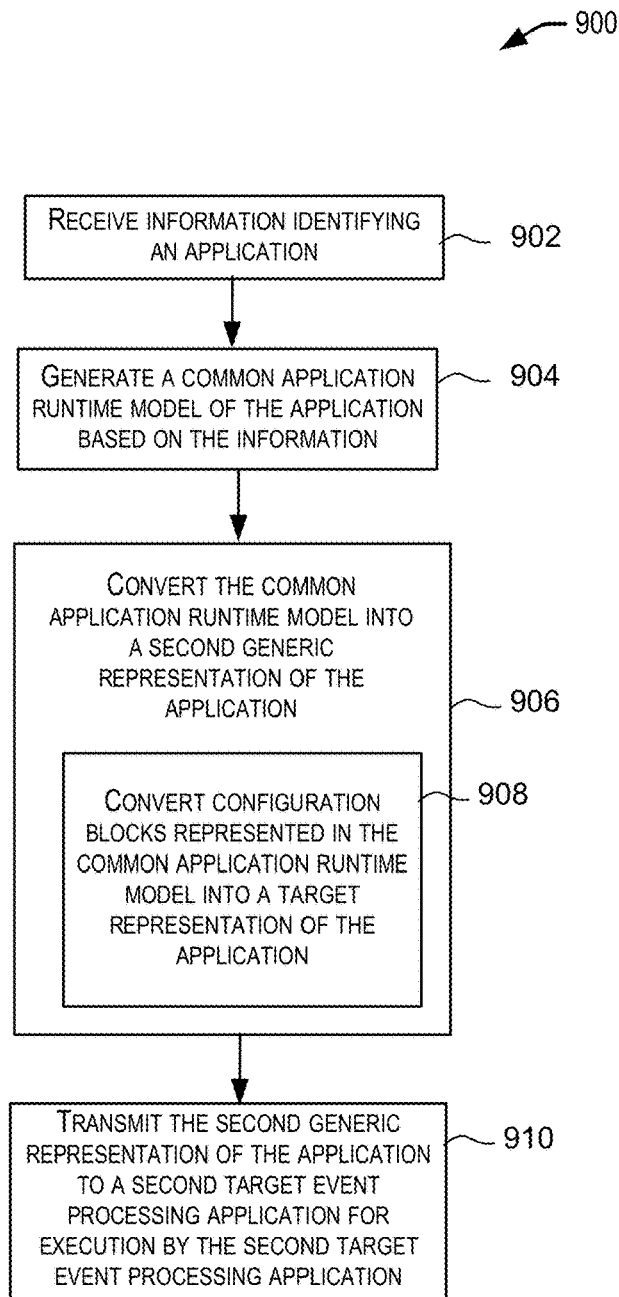 900
RECEIVE INFORMATION IDENTIFYING
AN APPLICATION
902
GENERATE A COMMON APPLICATION
RUNTIME MODEL OF THE APPLICATION
BASED ON THE INFORMATION
904
CONVERT THE COMMON
APPLICATION RUNTIME MODEL INTO
A SECOND GENERIC
REPRESENTATION OF THE
APPLICATION
906
CONVERT CONFIGURATION
BLOCKS REPRESENTED IN THE
COMMON APPLICATION RUNTIME
MODEL INTO A TARGET
REPRESENTATION OF THE
APPLICATION
908
TRANSMIT THE SECOND GENERIC
REPRESENTATION OF THE APPLICATION
TO A SECOND TARGET EVENT
PROCESSING APPLICATION FOR
EXECUTION BY THE SECOND TARGET
EVENT PROCESSING APPLICATION
910